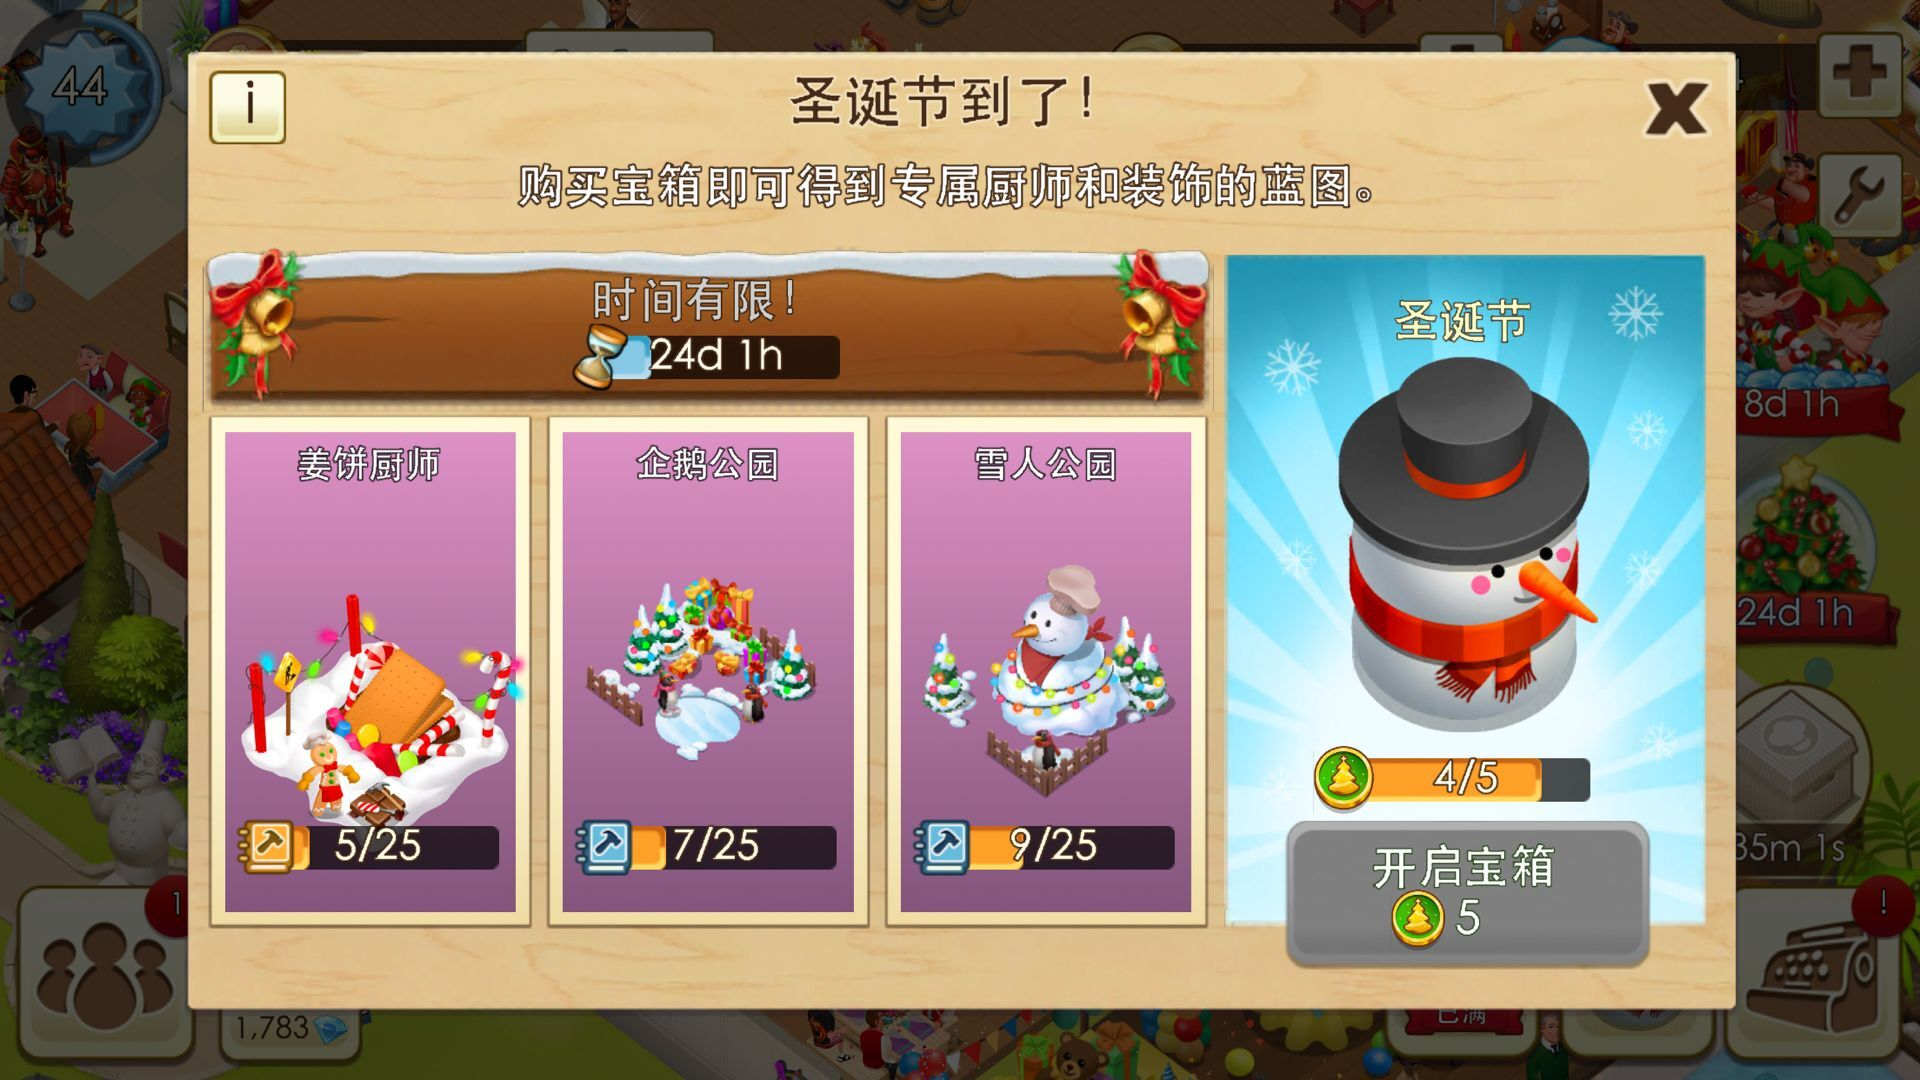 44
i
圣诞节到了!
X
购买宝箱即可得到专属厨师和装饰的蓝图。
时间有限!
24d 1h
圣诞节
姜饼厨师
企鹅公园
雪人公园
5/25
7/25
9/25
4/5
开启宝箱
5
8d 1h
24d 1h
35m 1s
1
!
1,783
已满